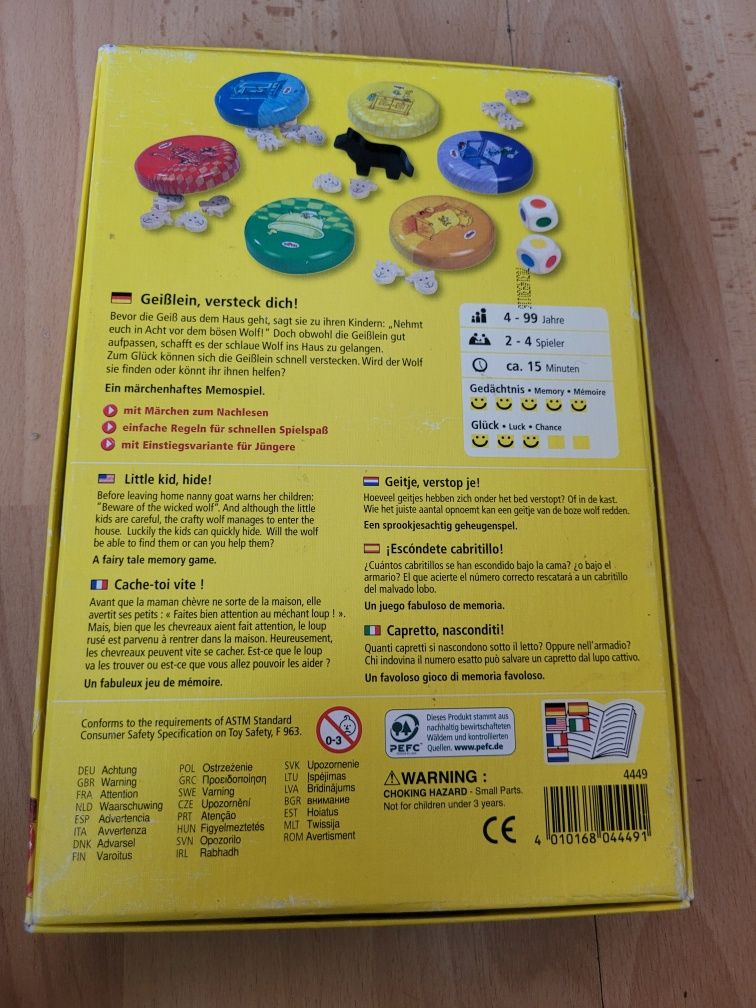 Geißlein, versteck dich!
Bevor die Geiß aus dem Haus geht, sagt sie zu ihren Kindern: „Nehmt
euch in Acht vor dem bösen Wolf!" Doch obwohl die Geißlein gut
aufpassen, schafft es der schlaue Wolf ins Haus zu gelangen.
Zum Glück können sich die Geißlein schnell verstecken. Wird der Wolf
sie finden oder könnt ihr ihnen helfen?
Ein märchenhaftes Memospiel.
mit Märchen zum Nachlesen
einfache Regeln für schnellen Spielspaß
mit Einstiegsvariante für Jüngere
4 - 99 Jahre
2 - 4 Spieler
ca. 15 Minuten
Gedächtnis • Memory • Mémoire
Glück • Luck • Chance
Little kid, hide!
Before leaving home nanny goat warns her children:
"Beware of the wicked wolf". And although the little
kids are careful, the crafty wolf manages to enter the
house. Luckily the kids can quickly hide. Will the wolf
be able to find them or can you help them?
A fairy tale memory game.
Cache-toi vite !
Avant que la maman chèvre ne sorte de la maison, elle
avertit ses petits : « Faites bien attention au méchant loup ! ».
Mais, bien que les chevreaux aient fait attention, le loup
rusé est parvenu à rentrer dans la maison. Heureusement,
les chevreaux peuvent vite se cacher. Est-ce que le loup
va les trouver ou est-ce que vous allez pouvoir les aider ?
Un fabuleux jeu de mémoire.
Geitje, verstop je!
Hoeveel geitjes hebben zich onder het bed verstopt? Of in de kast.
Wie het juiste aantal opnoemt kan een geitje van de boze wolf redden.
Een sprookjesachtig geheugenspel.
¡Escóndete cabritillo!
¿Cuántos cabritillos se han escondido bajo la cama? ¿o bajo el
armario? El que acierte el número correcto rescatará a un cabritillo
del malvado lobo.
Un juego fabuloso de memoria.
Capretto, nasconditi!
Quanti capretti si nascondono sotto il letto? Oppure nell'armadio?
Chi indovina il numero esatto può salvare un capretto dal lupo cattivo.
Un favoloso gioco di memoria favoloso.
Conforms to the requirements of ASTM Standard
Consumer Safety Specification on Toy Safety, F 963.
0-3
PEFC
Dieses Produkt stammt aus
nachhaltig bewirtschafteten
Wäldern und kontrollierten
Quellen. www.pefc.de
DEU Achtung
GBR Warning
FRA Attention
NLD Waarschuwing
ESP Advertencia
ITA Avvertenza
DNK Advarsel
FIN Varoitus
POL Ostrzeżenie
GRC Προειδοποίηση
SWE Varning
CZE Upozornění
PRT Atenção
HUN Figyelmeztetés
SVN Opozorilo
IRL Rabhadh
SVK Upozornenie
LTU Įspėjimas
LVA Brīdinājums
BGR внимание
EST Hoiatus
MLT Twissija
ROM Avertisment
WARNING :
CHOKING HAZARD - Small Parts.
Not for children under 3 years.
CE
4449
4 010168 044491